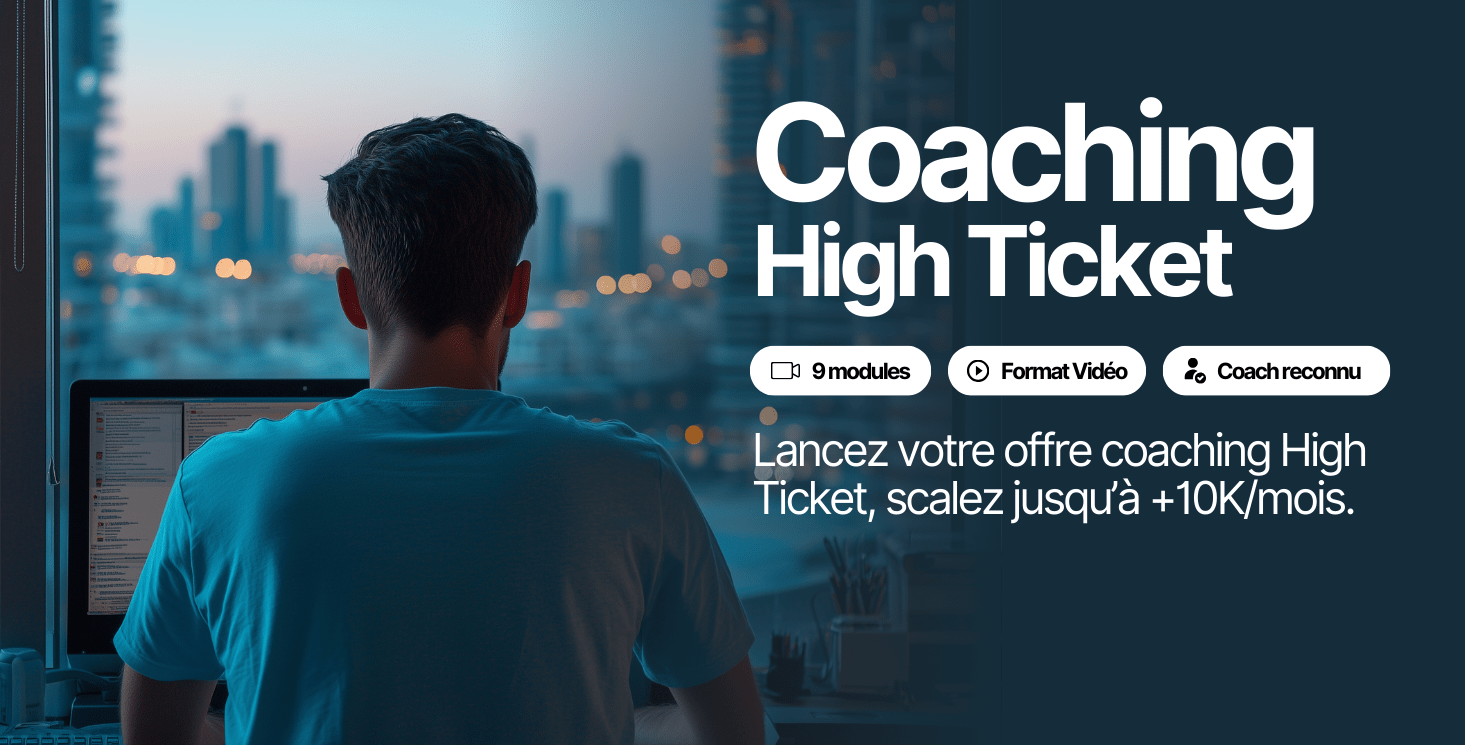 Coaching
High Ticket
9 modules
Format Vidéo
Coach reconnu
Lancez votre offre coaching High
Ticket, scalez jusqu’à +10K/mois.